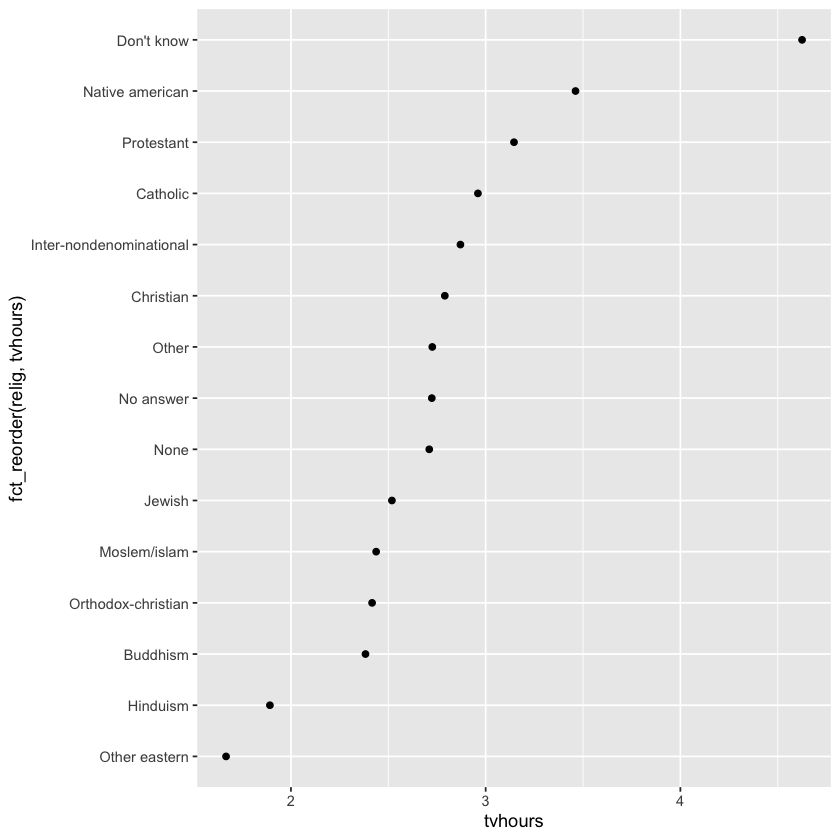 Don't know
Native american
Protestant
Catholic
Inter-nondenominational
Christian
Other
No answer
None
Jewish
Moslem/islam
Orthodox-christian
Buddhism
Hinduism
Other eastern
fct_reorder(relig, tvhours)
2 3 4
tvhours